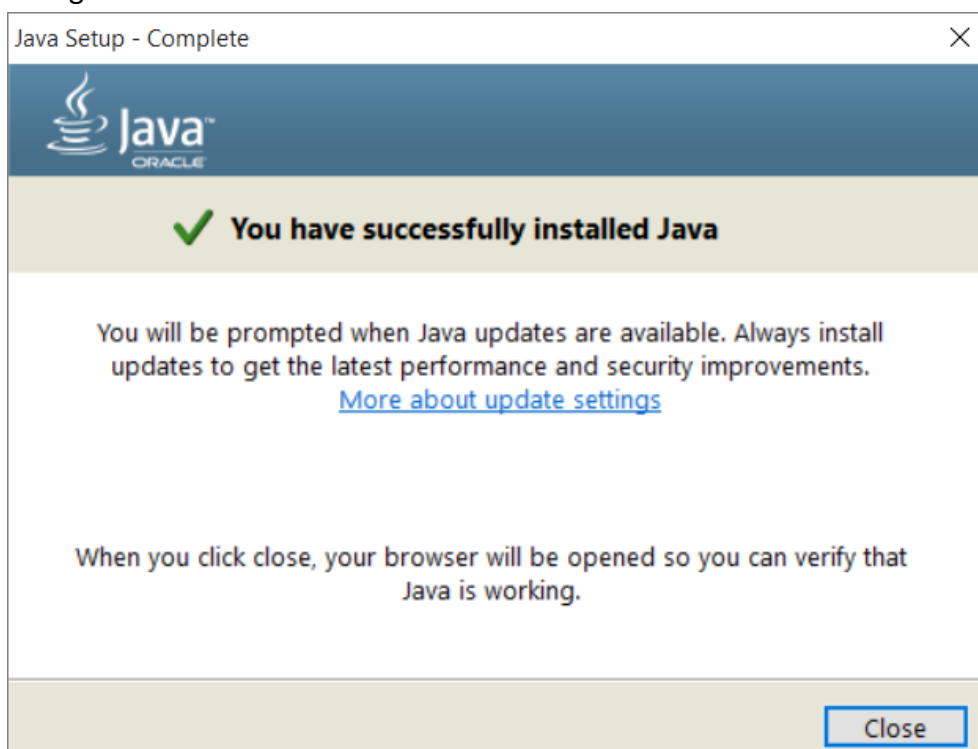 Java Setup - Complete
Java™
ORACLE
You have successfully installed Java
You will be prompted when Java updates are available. Always install
updates to get the latest performance and security improvements.
More about update settings
When you click close, your browser will be opened so you can verify that
Java is working.
Close